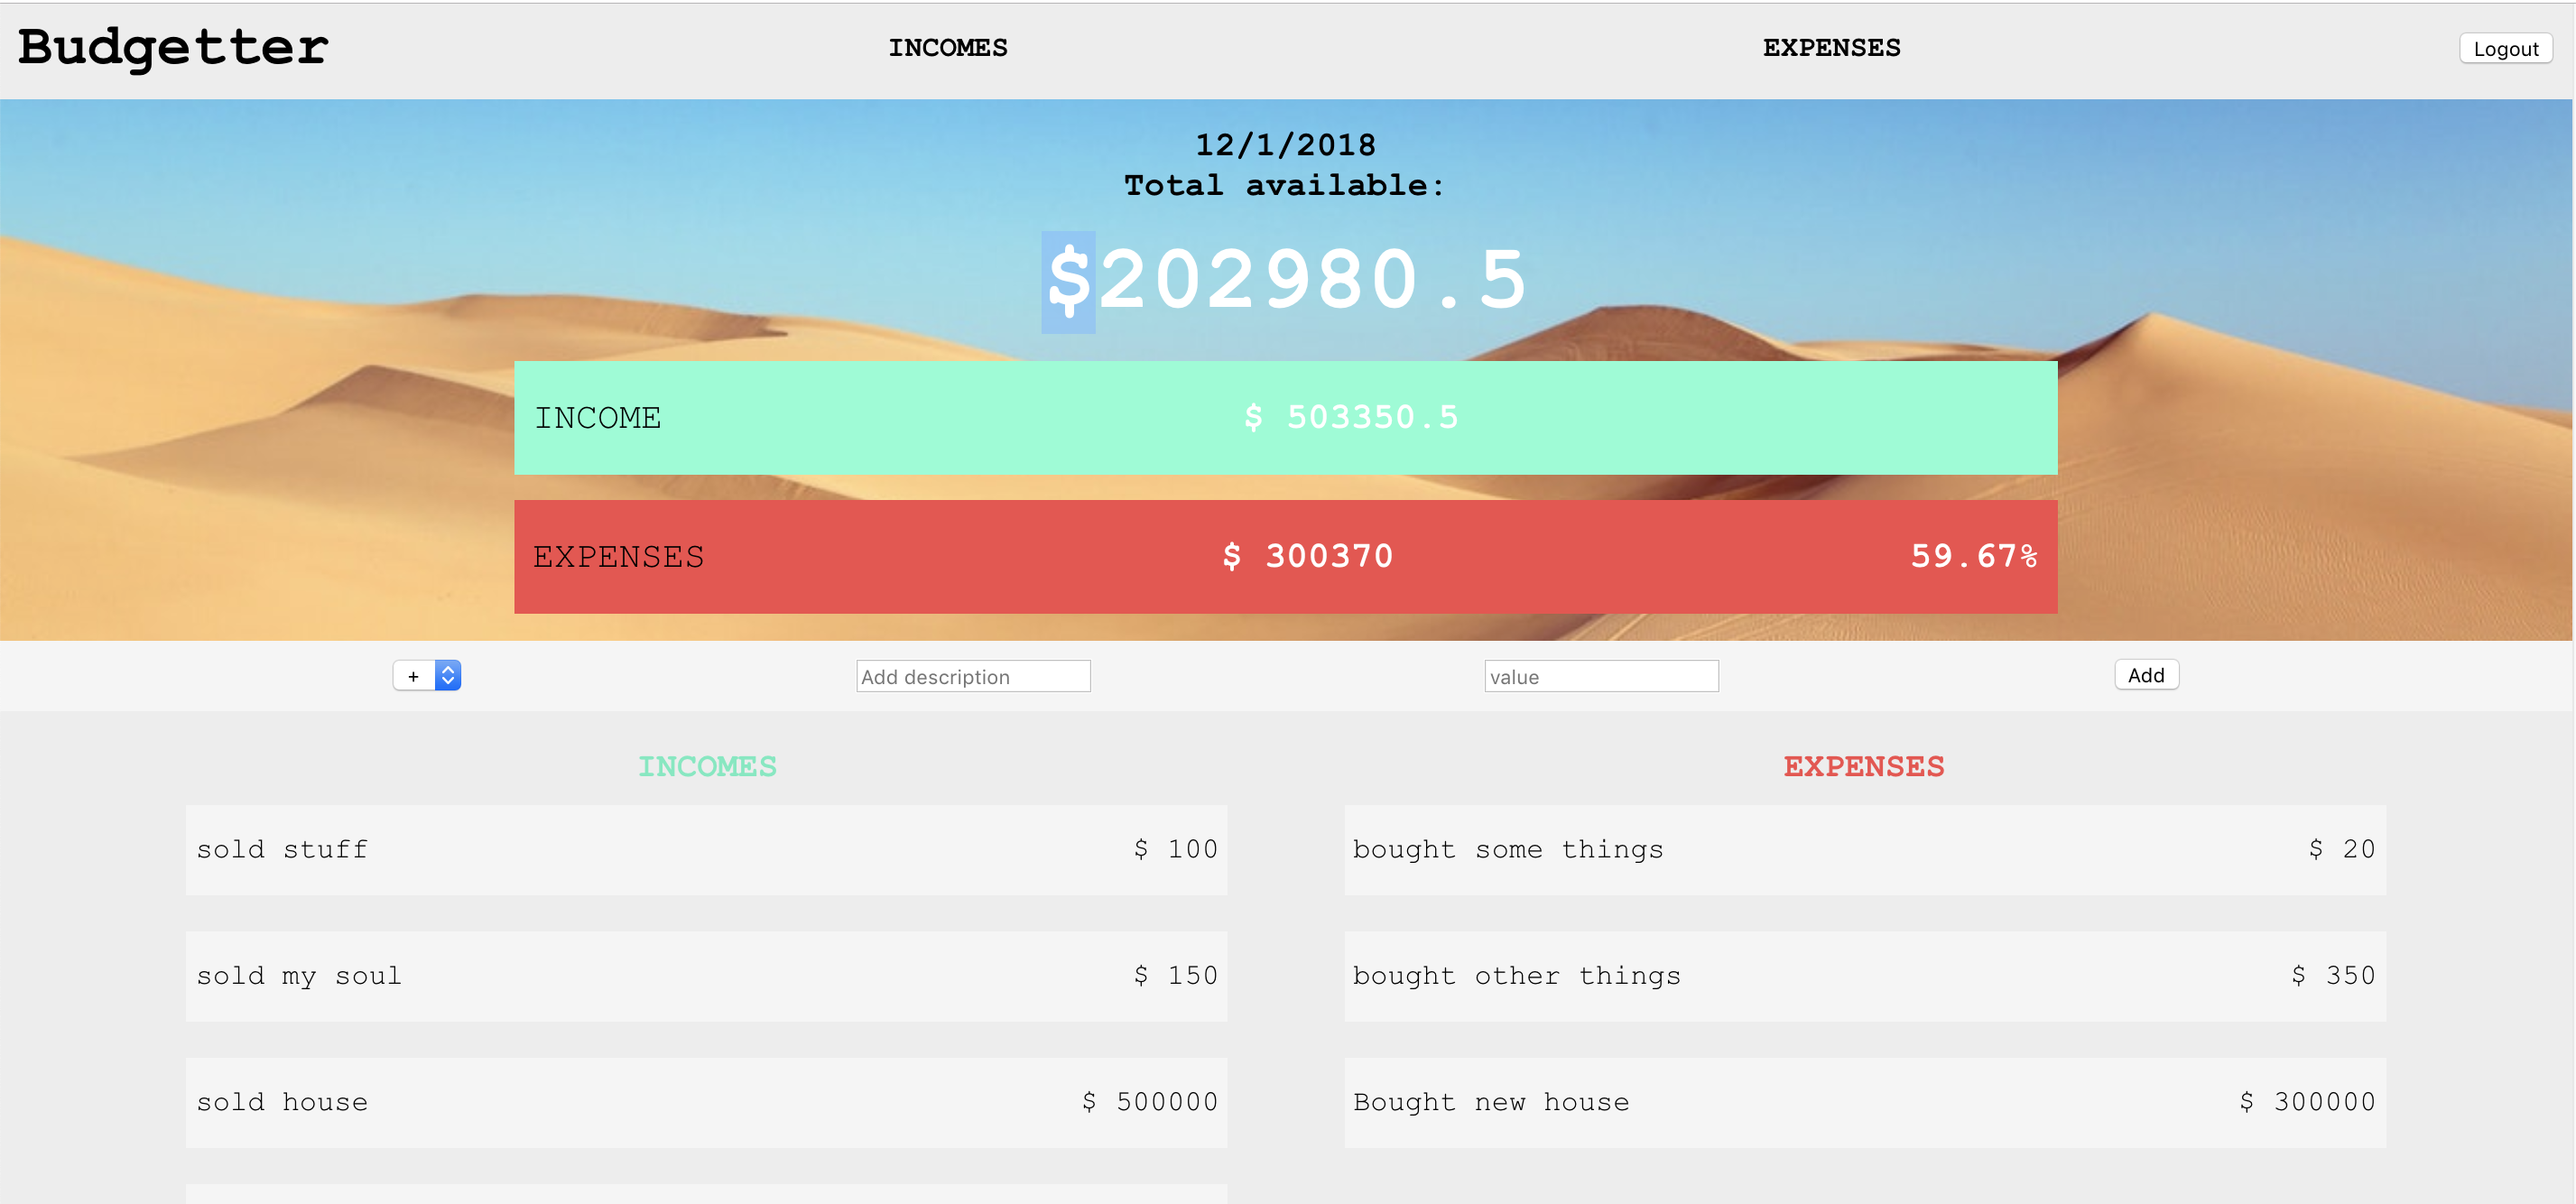 Budgetter INCOMES EXPENSES Logout
12/1/2018
Total available:
$202980.5
INCOME $ 503350.5
EXPENSES $ 300370 59.67%
+ Add description value Add
INCOMES EXPENSES
sold stuff $ 100 bought some things $ 20
sold my soul $ 150 bought other things $ 350
sold house $ 500000 Bought new house $ 300000